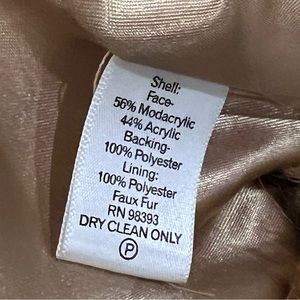 Shell:
Face-
56% Modacrylic
44% Acrylic
Backing-
100% Polyester
Lining:
100% Polyester
Faux Fur
RN 98393
DRY CLEAN ONLY
P